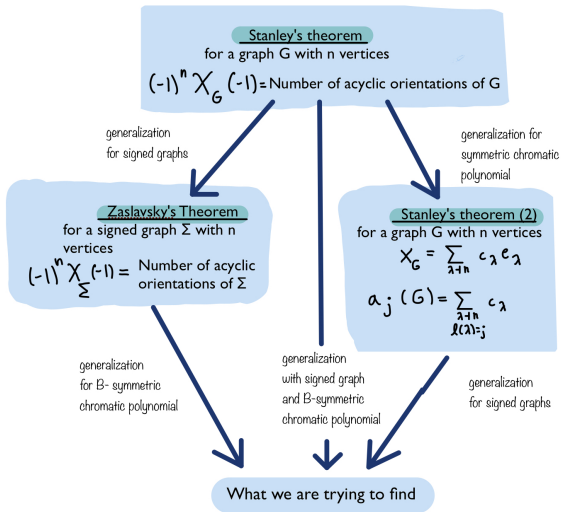 Stanley's theorem
for a graph G with n vertices
(-1)ⁿ χ_G (-1) = Number of acyclic orientations of G
generalization
for signed graphs
generalization for
symmetric chromatic
polynomial
Zaslavsky's Theorem
for a signed graph Σ with n
vertices
(-1)ⁿ χ_Σ (-1) = Number of acyclic
orientations of Σ
Stanley's theorem (2)
for a graph G with n vertices
X_G = Σ c_λ e_λ
λ⊢n
a_j (G) = Σ c_λ
λ⊢n
l(λ)=j
generalization
for B- symmetric
chromatic polynomial
generalization
with signed graph
and B-symmetric
chromatic polynomial
generalization
for signed graphs
What we are trying to find